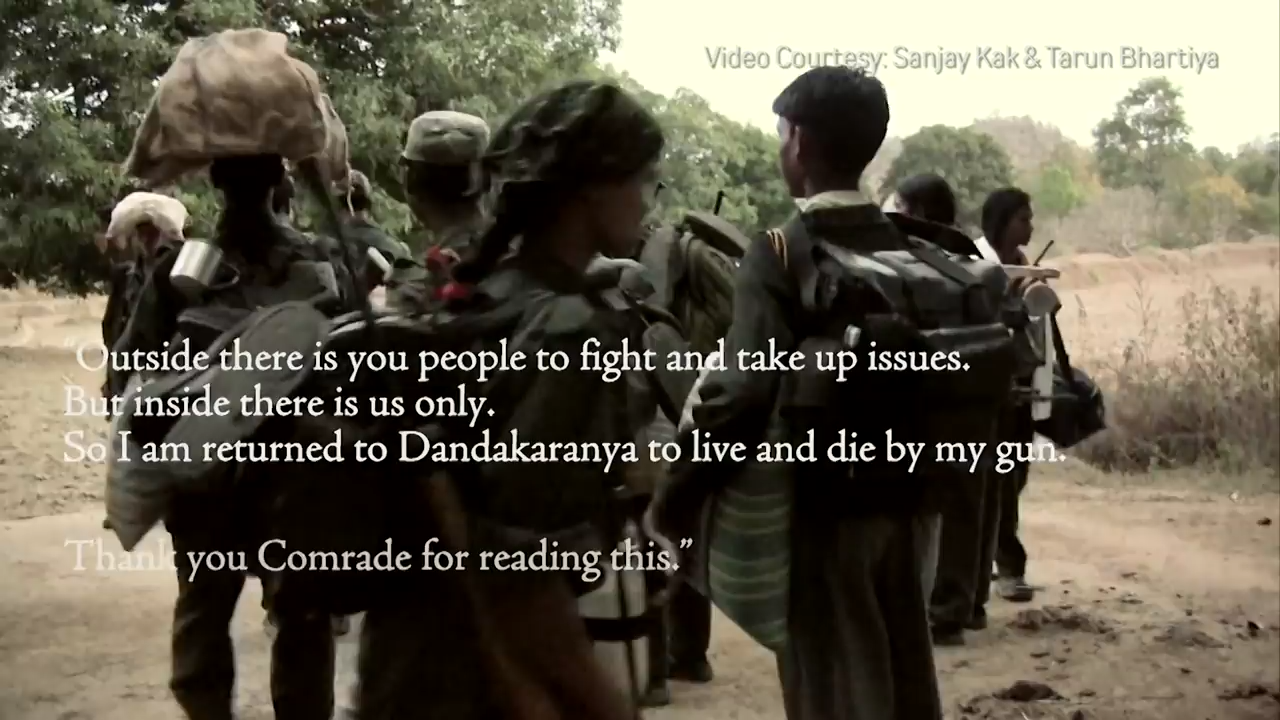 Video Courtesy: Sanjay Kak & Tarun Bhartiya
“Outside there is you people to fight and take up issues.
But inside there is us only.
So I am returned to Dandakaranya to live and die by my gun.
Thank you Comrade for reading this.”